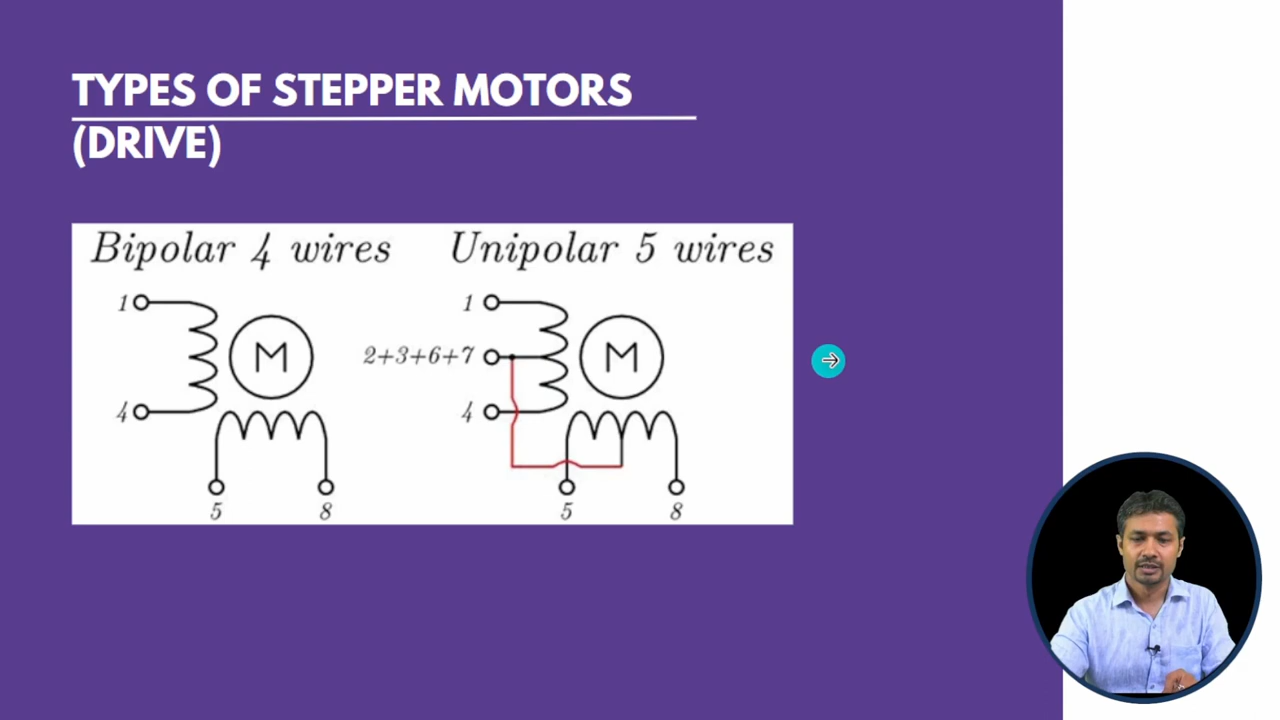 TYPES OF STEPPER MOTORS
(DRIVE)
Bipolar 4 wires
Unipolar 5 wires
1
4
M
5
8
1
2+3+6+7
4
M
5
8